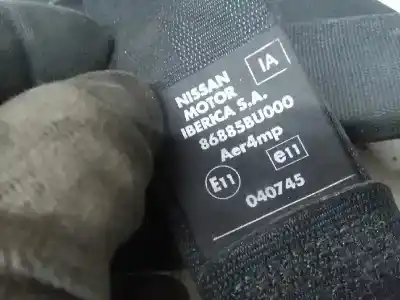 NISSAN
MOTOR
IBERICA S.A.
IA
86885BU000
Aer4mp
E11
e11
040745